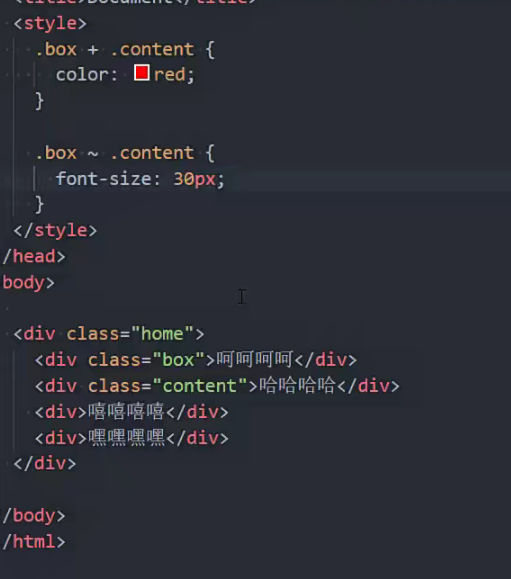 <title>Document</title>
<style>
.box + .content {
color: red;
}
.box ~ .content {
font-size: 30px;
}
</style>
/head>
body>
<div class="home">
<div class="box">呵呵呵呵</div>
<div class="content">哈哈哈哈</div>
<div>嘻嘻嘻嘻</div>
<div>嘿嘿嘿嘿</div>
</div>
/body>
/html>